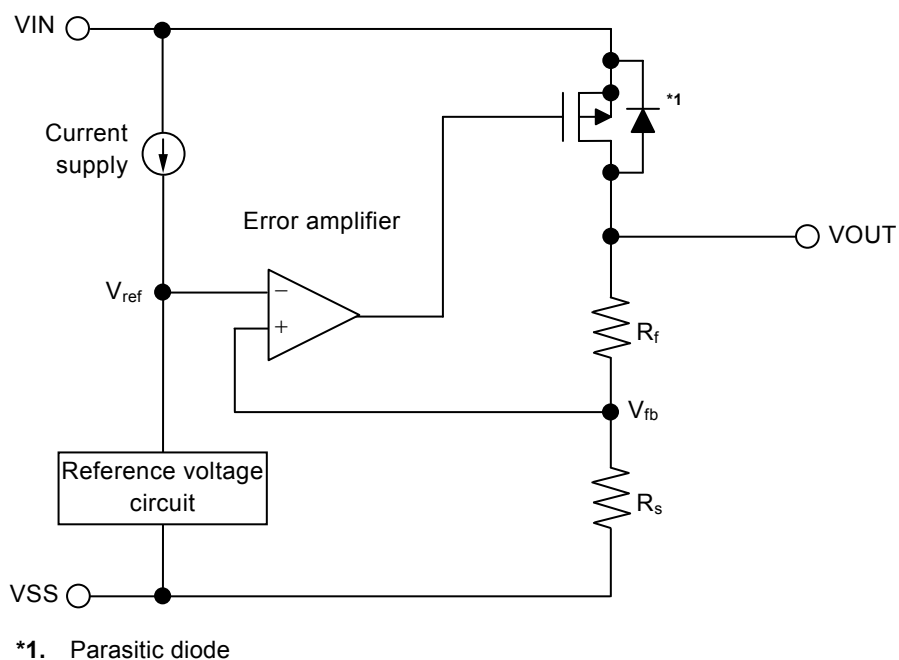 VIN
*1
Current
supply
Error amplifier
VOUT
Vref
−
+
Rf
Vfb
Reference voltage
circuit
Rs
VSS
*1. Parasitic diode